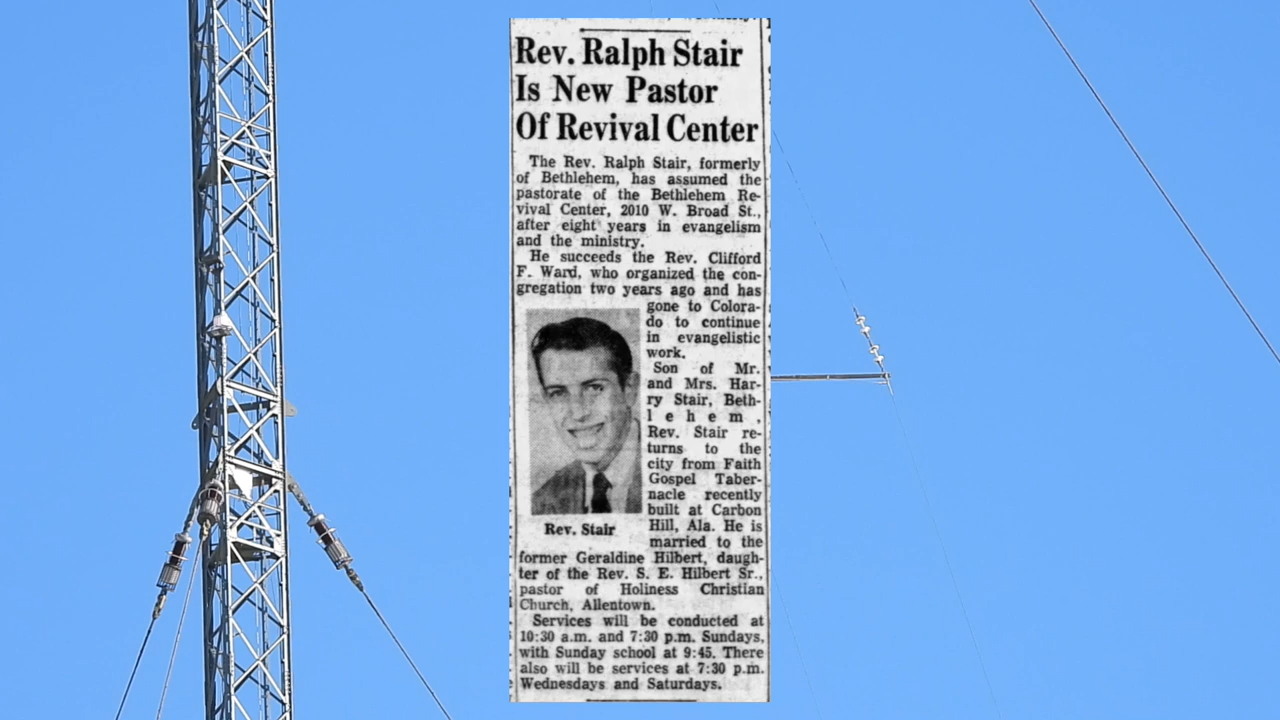 Rev. Ralph Stair
Is New Pastor
Of Revival Center
The Rev. Ralph Stair, formerly
of Bethlehem, has assumed the
pastorate of the Bethlehem Re-
vival Center, 2010 W. Broad St.,
after eight years in evangelism
and the ministry.
He succeeds the Rev. Clifford
F. Ward, who organized the con-
gregation two years ago and has
gone to Colora-
do to continue
in evangelistic
work.
Son of Mr.
and Mrs. Har-
ry Stair, Beth-
lehem,
Rev. Stair re-
turns to the
city from Faith
Gospel Taber-
nacle recently
built at Carbon
Hill, Ala. He is
married to the
Rev. Stair
former Geraldine Hilbert, daugh-
ter of the Rev. S. E. Hilbert Sr.,
pastor of Holiness Christian
Church, Allentown.
Services will be conducted at
10:30 a.m. and 7:30 p.m. Sundays,
with Sunday school at 9:45. There
also will be services at 7:30 p.m.
Wednesdays and Saturdays.